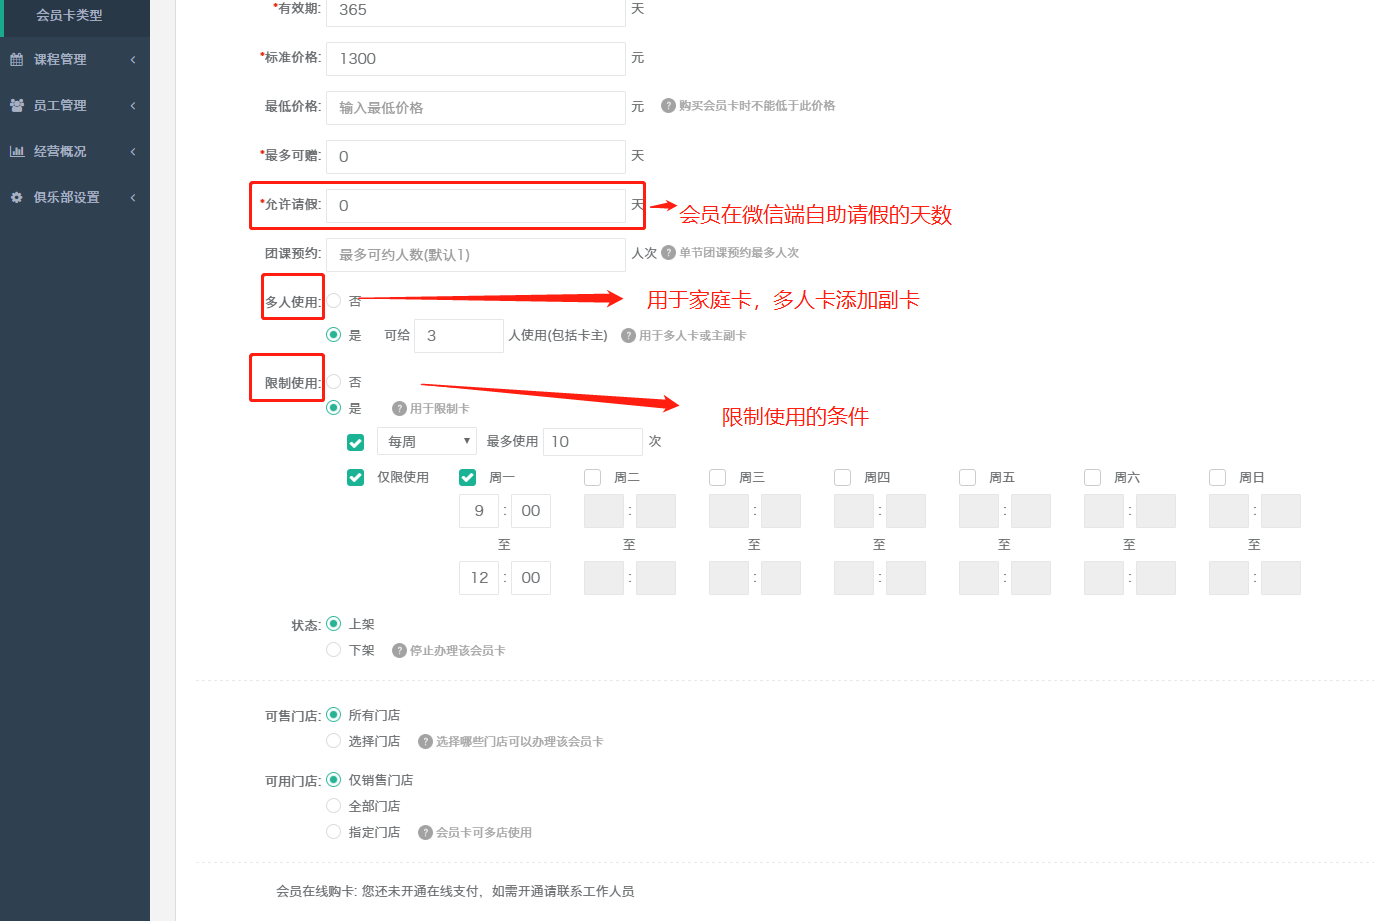 会员卡类型
课程管理
员工管理
经营概况
俱乐部设置
*有效期: 365 天
*标准价格: 1300 元
最低价格: 输入最低价格 元 ? 购买会员卡时不能低于此价格
*最多可赠: 0 天
*允许请假: 0 天 会员在微信端自助请假的天数
团课预约: 最多可约人数(默认1) 人次 ? 单节团课预约最多人次
多人使用: 否 用于家庭卡，多人卡添加副卡
是 可给 3 人使用(包括卡主) ? 用于多人卡或主副卡
限制使用: 否
是 ? 用于限制卡
限制使用的条件
每周 最多使用 10 次
仅限使用 周一 周二 周三 周四 周五 周六 周日
9 : 00 : : : : : :
至 至 至 至 至 至 至
12 : 00 : : : : : :
状态: 上架
下架 ? 停止办理该会员卡
可售门店: 所有门店
选择门店 ? 选择哪些门店可以办理该会员卡
可用门店: 仅销售门店
全部门店
指定门店 ? 会员卡可多店使用
会员在线购卡: 您还未开通在线支付，如需开通请联系工作人员